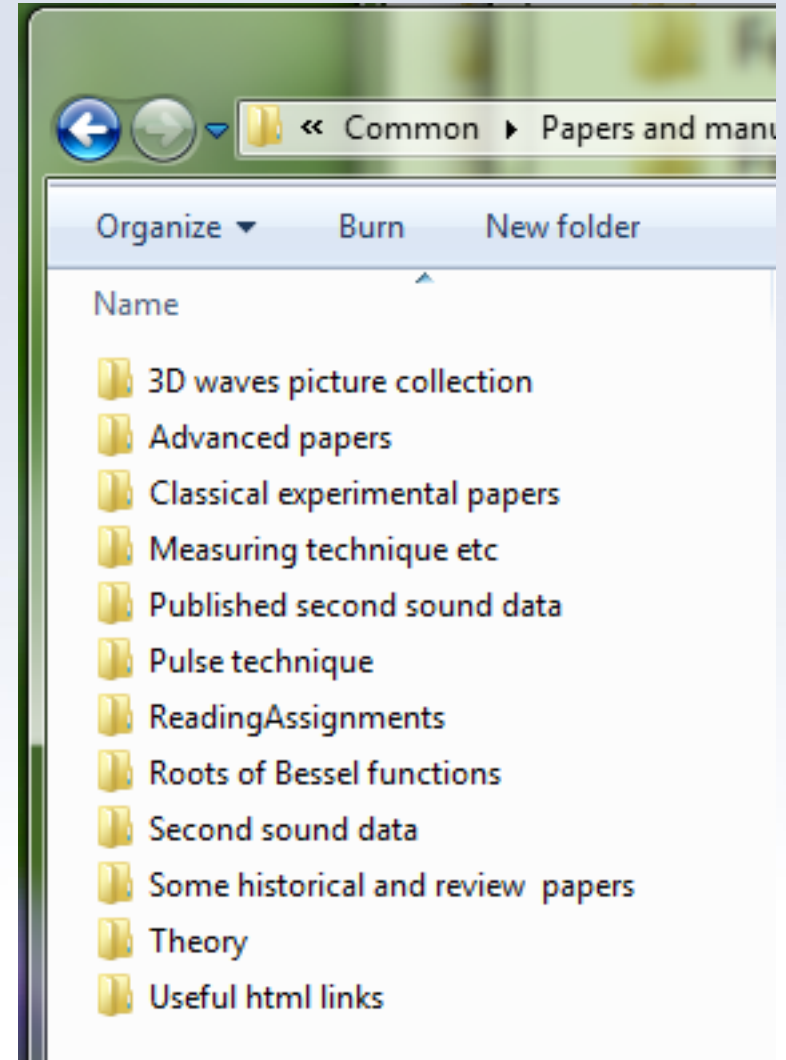 « Common ▸ Papers and manu
Organize ▾ Burn New folder
Name
3D waves picture collection
Advanced papers
Classical experimental papers
Measuring technique etc
Published second sound data
Pulse technique
ReadingAssignments
Roots of Bessel functions
Second sound data
Some historical and review  papers
Theory
Useful html links